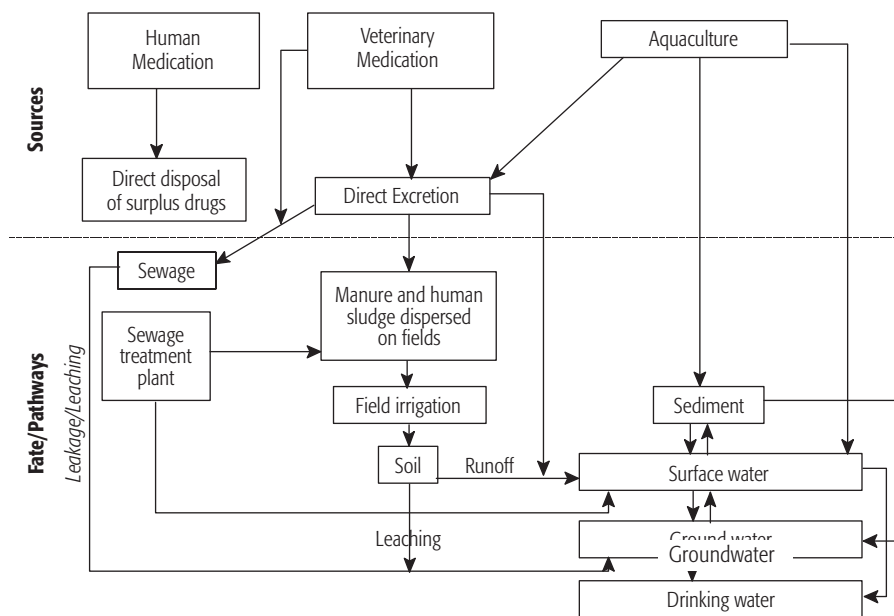 Human
Medication
Veterinary
Medication
Aquaculture
Sources
Direct disposal
of surplus drugs
Direct Excretion
Sewage
Manure and human
sludge dispersed
on fields
Sewage
treatment
plant
Fate/Pathways
Leakage/Leaching
Field irrigation
Sediment
Soil
Runoff
Surface water
Leaching
Ground water
Groundwater
Drinking water